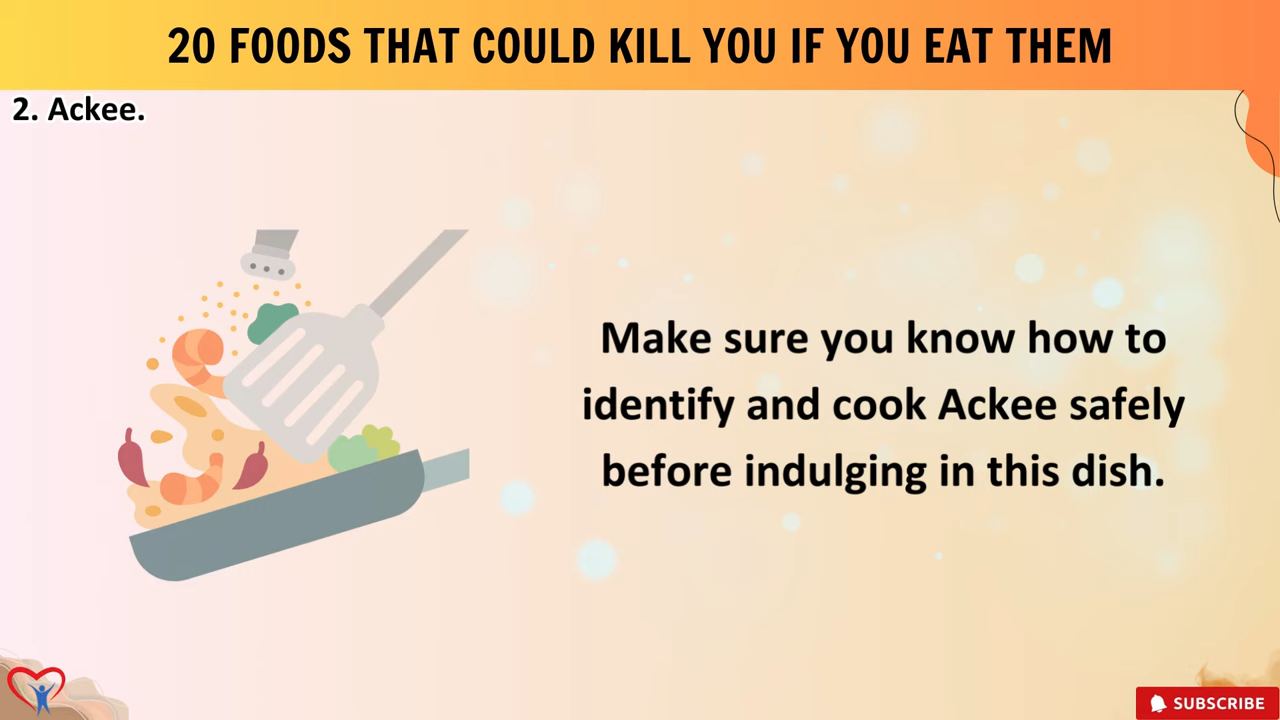 20 FOODS THAT COULD KILL YOU IF YOU EAT THEM
2. Ackee.
Make sure you know how to
identify and cook Ackee safely
before indulging in this dish.
SUBSCRIBE